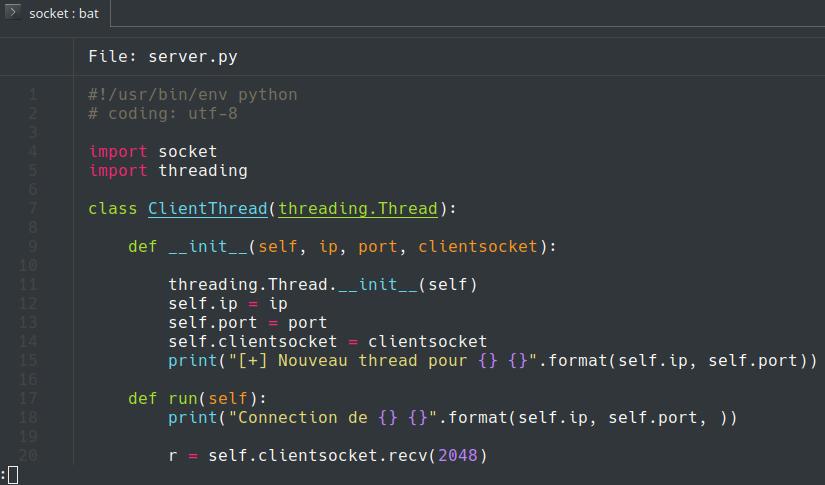 socket : bat
File: server.py
1 #!/usr/bin/env python
2 # coding: utf-8
3
4 import socket
5 import threading
6
7 class ClientThread(threading.Thread):
8
9     def __init__(self, ip, port, clientsocket):
10
11         threading.Thread.__init__(self)
12         self.ip = ip
13         self.port = port
14         self.clientsocket = clientsocket
15         print("[+] Nouveau thread pour {} {}".format(self.ip, self.port))
16
17     def run(self):
18         print("Connection de {} {}".format(self.ip, self.port, ))
19
20         r = self.clientsocket.recv(2048)
: